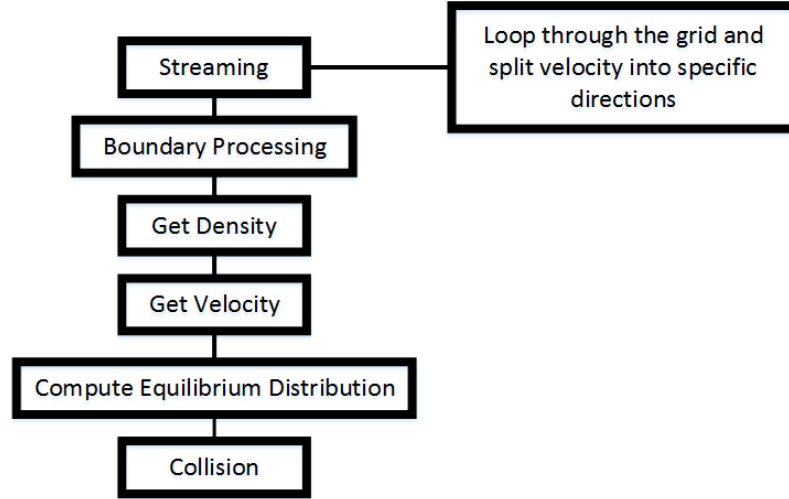 Streaming
Loop through the grid and
split velocity into specific
directions
Boundary Processing
Get Density
Get Velocity
Compute Equilibrium Distribution
Collision